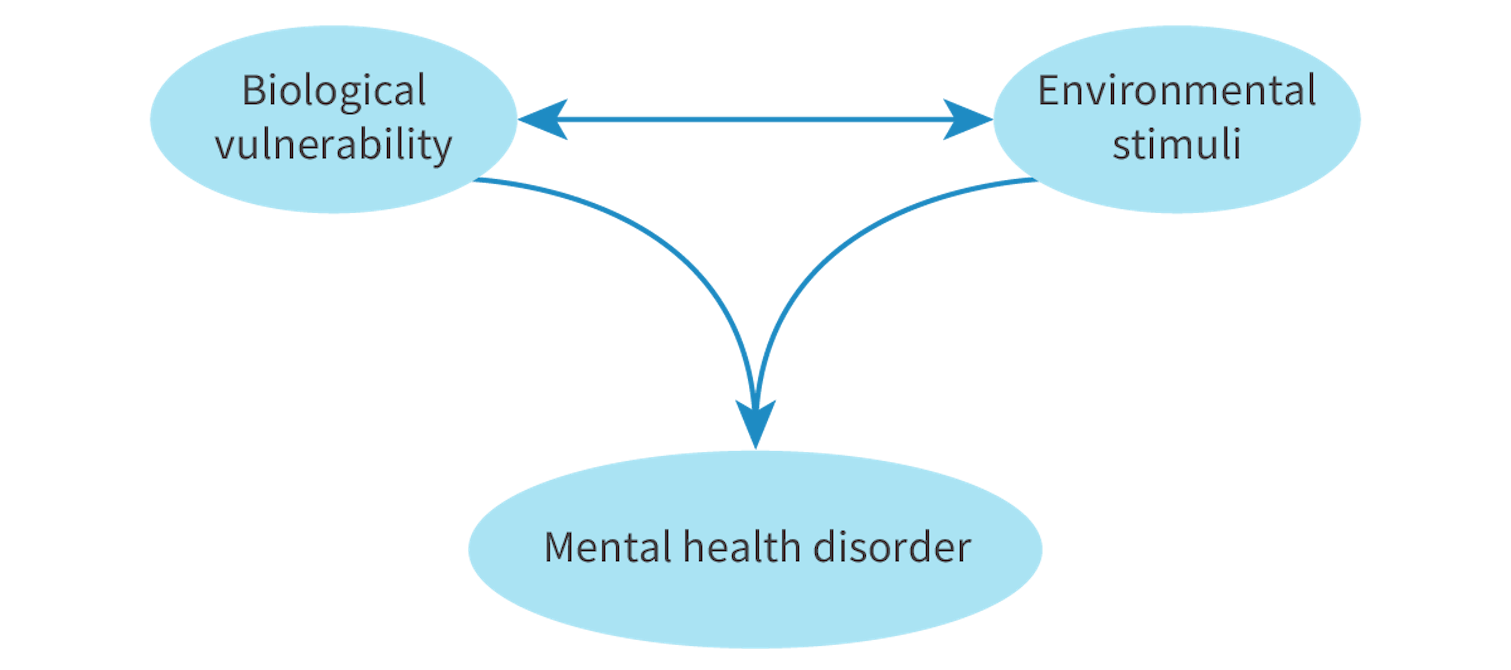 Biological
vulnerability
Environmental
stimuli
Mental health disorder